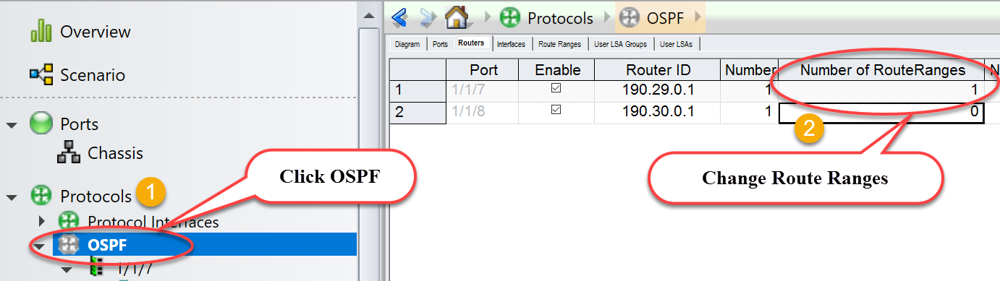 Overview
Scenario
Ports
Chassis
Protocols 1
Protocol Interfaces
OSPF
1/1/7
Click OSPF
Protocols OSPF
Diagram Ports Routers Interfaces Route Ranges User LSA Groups User LSAs
Port Enable Router ID Number Number of RouteRanges N
1 1/1/7 190.29.0.1 1 1
2 1/1/8 190.30.0.1 1 0
2
Change Route Ranges